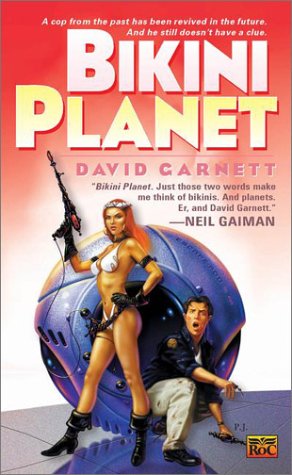 A cop from the past has been revived in the future.
And he still doesn't have a clue.
BIKINI
PLANET
DAVID GARNETT
"Bikini Planet. Just those two words make
me think of bikinis. And planets.
Er, and David Garnett."
—NEIL GAIMAN
P.J.
ROC